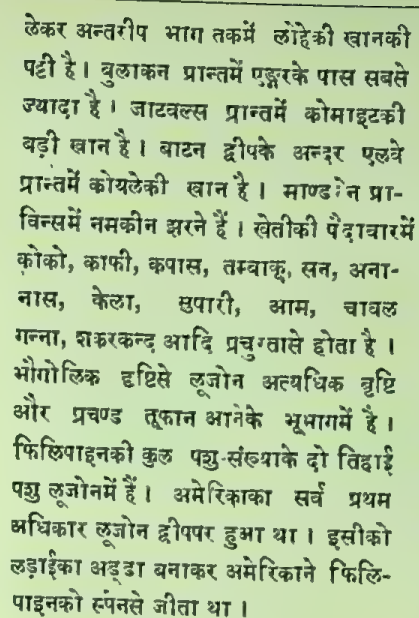 लेकर अन्तरीप भाग तकमें लोहेकी खानकी
पट्टी है। बुलाकन प्रान्तमें एङ्गरके पास सबसे
ज्यादा है। जाटवल्स प्रान्तमें कोमाइटकी
बड़ी खान है। बाटन द्वीपके अन्दर एलवे
प्रान्तमें कोयलेकी खान है। प्रा-
विन्समें नमकीन झरने हैं। खेतीकी पैदावारमें
कोको, काफी, कपास, तम्बाकू, सन, अना-
नास, केला, सुपारी, आम, चावल
गन्ना, शकरकन्द आदि प्रचुरतासे होता है।
भौगोलिक दृष्टिसे लूजोन अत्यधिक वृष्टि
और प्रचण्ड तूफान आनेके भूभागमें है।
फिलिपाइनकी कुल पशु-संख्याके दो तिहाई
पशु लूजोनमें हैं। अमेरिकाका सर्व प्रथम
अधिकार लूजोन द्वीपपर हुआ था। इसीको
लड़ाईका अड्डा बनाकर अमेरिकाने फिलि-
पाइनको स्पेनसे जीता था।